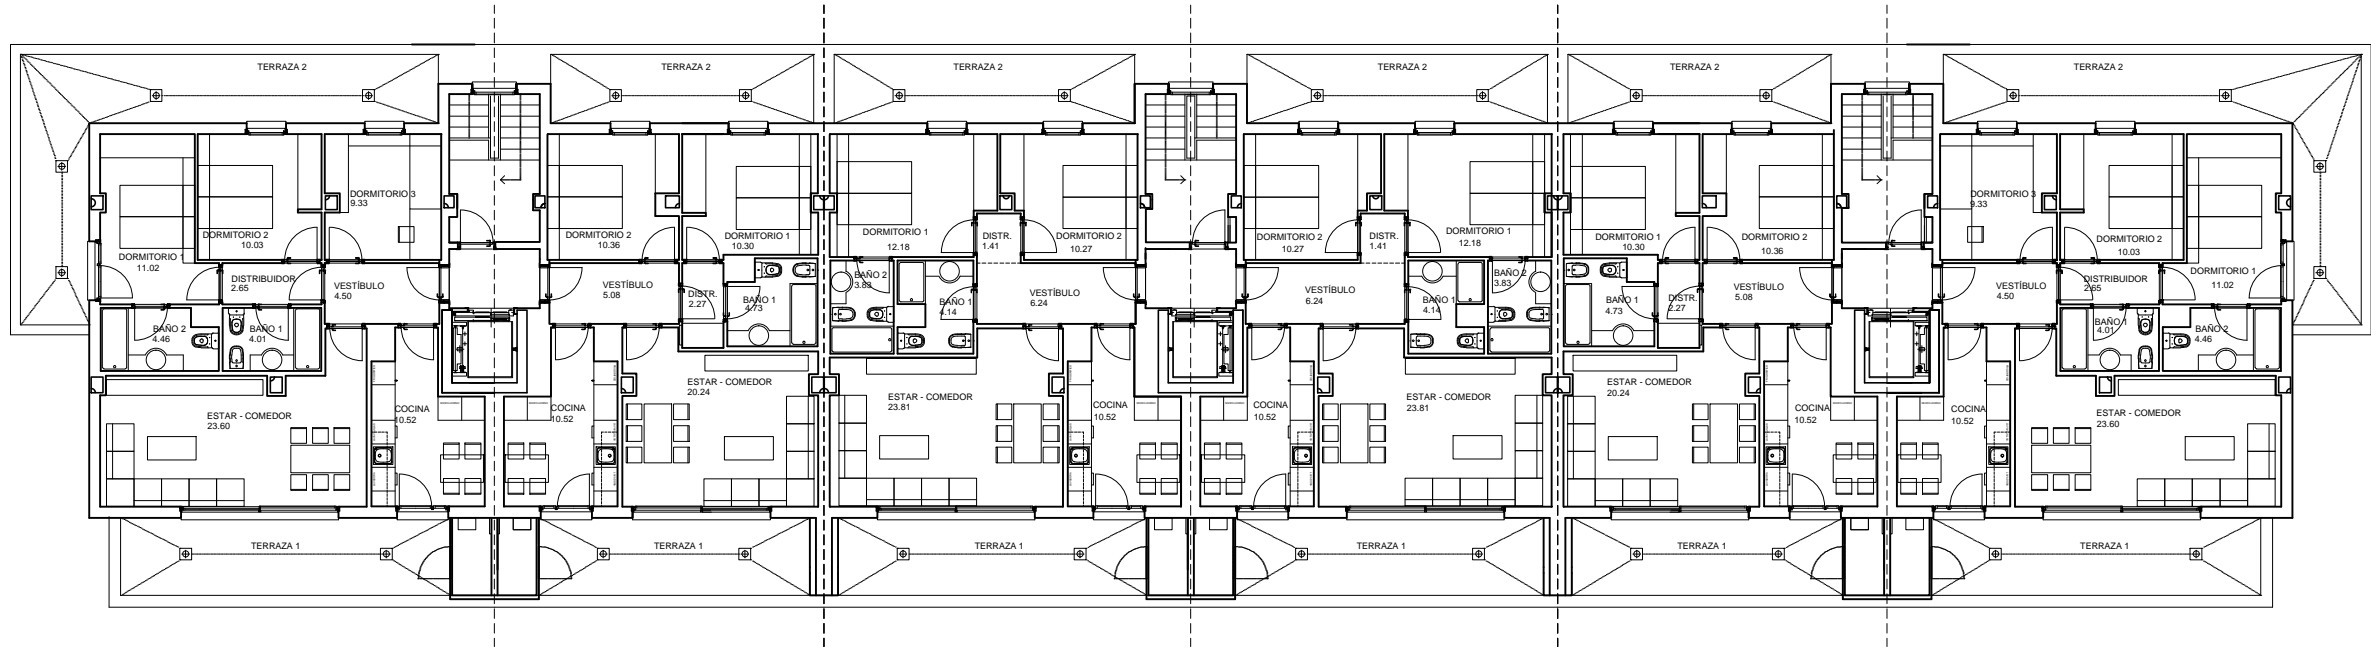 TERRAZA 2
TERRAZA 2
TERRAZA 2
TERRAZA 2
TERRAZA 2
TERRAZA 2
DORMITORIO 1
11.02
DORMITORIO 2
10.03
DORMITORIO 3
9.33
DISTRIBUIDOR
2.65
VESTÍBULO
4.50
BAÑO 2
4.46
BAÑO 1
4.01
ESTAR - COMEDOR
23.60
COCINA
10.52
TERRAZA 1
DORMITORIO 2
10.36
DORMITORIO 1
10.30
VESTÍBULO
5.08
DISTR.
2.27
BAÑO 1
4.73
COCINA
10.52
ESTAR - COMEDOR
20.24
TERRAZA 1
DORMITORIO 1
12.18
DISTR.
1.41
DORMITORIO 2
10.27
BAÑO 2
3.83
BAÑO 1
4.14
VESTÍBULO
6.24
ESTAR - COMEDOR
23.81
COCINA
10.52
TERRAZA 1
DORMITORIO 2
10.27
DISTR.
1.41
DORMITORIO 1
12.18
VESTÍBULO
6.24
BAÑO 1
4.14
BAÑO 2
3.83
COCINA
10.52
ESTAR - COMEDOR
23.81
TERRAZA 1
DORMITORIO 1
10.30
DORMITORIO 2
10.36
BAÑO 1
4.73
DISTR.
2.27
VESTÍBULO
5.08
ESTAR - COMEDOR
20.24
COCINA
10.52
TERRAZA 1
DORMITORIO 3
9.33
DORMITORIO 2
10.03
DORMITORIO 1
11.02
VESTÍBULO
4.50
DISTRIBUIDOR
2.65
BAÑO 1
4.01
BAÑO 2
4.46
COCINA
10.52
ESTAR - COMEDOR
23.60
TERRAZA 1